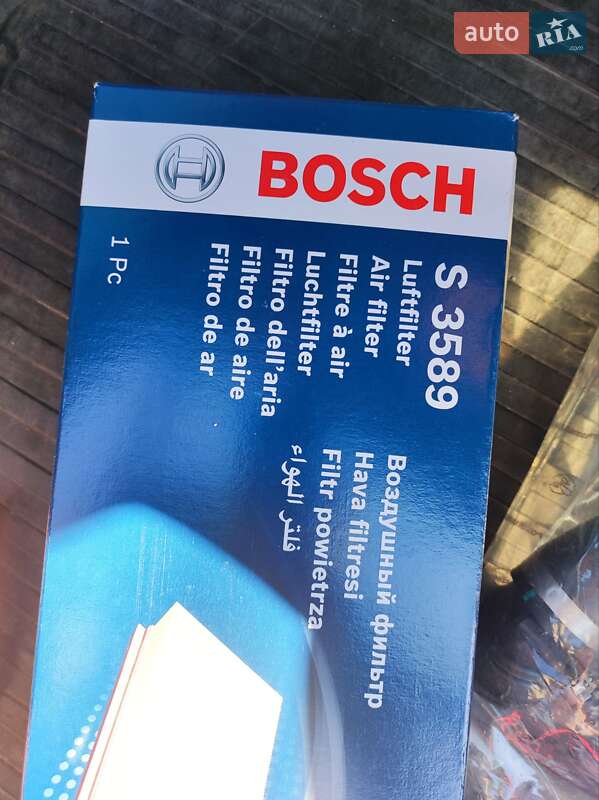 auto RIA .com
BOSCH
S 3589
Luftfilter
Air filter
Filtre à air
Luchtfilter
Filtro dell'aria
Filtro de aire
Filtro de ar
Воздушный фильтр
Hava filtresi
Filtr powietrza
فلتر الهواء
1 Pc